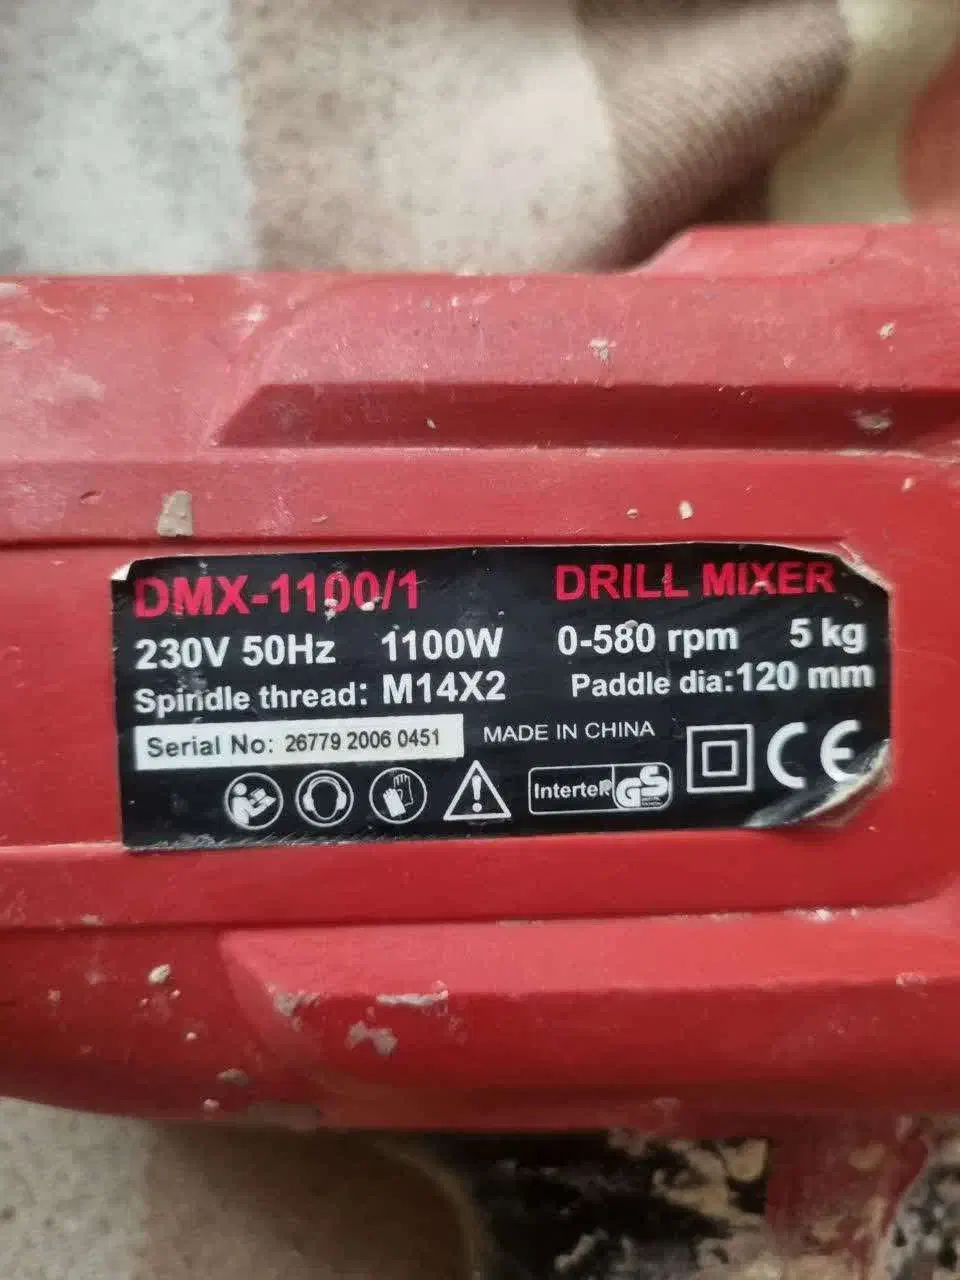 DMX-1100/1 DRILL MIXER
230V 50Hz 1100W 0-580 rpm 5 kg
Spindle thread: M14X2 Paddle dia:120 mm
Serial No: 26779 2006 0451 MADE IN CHINA
Intertek GS CE